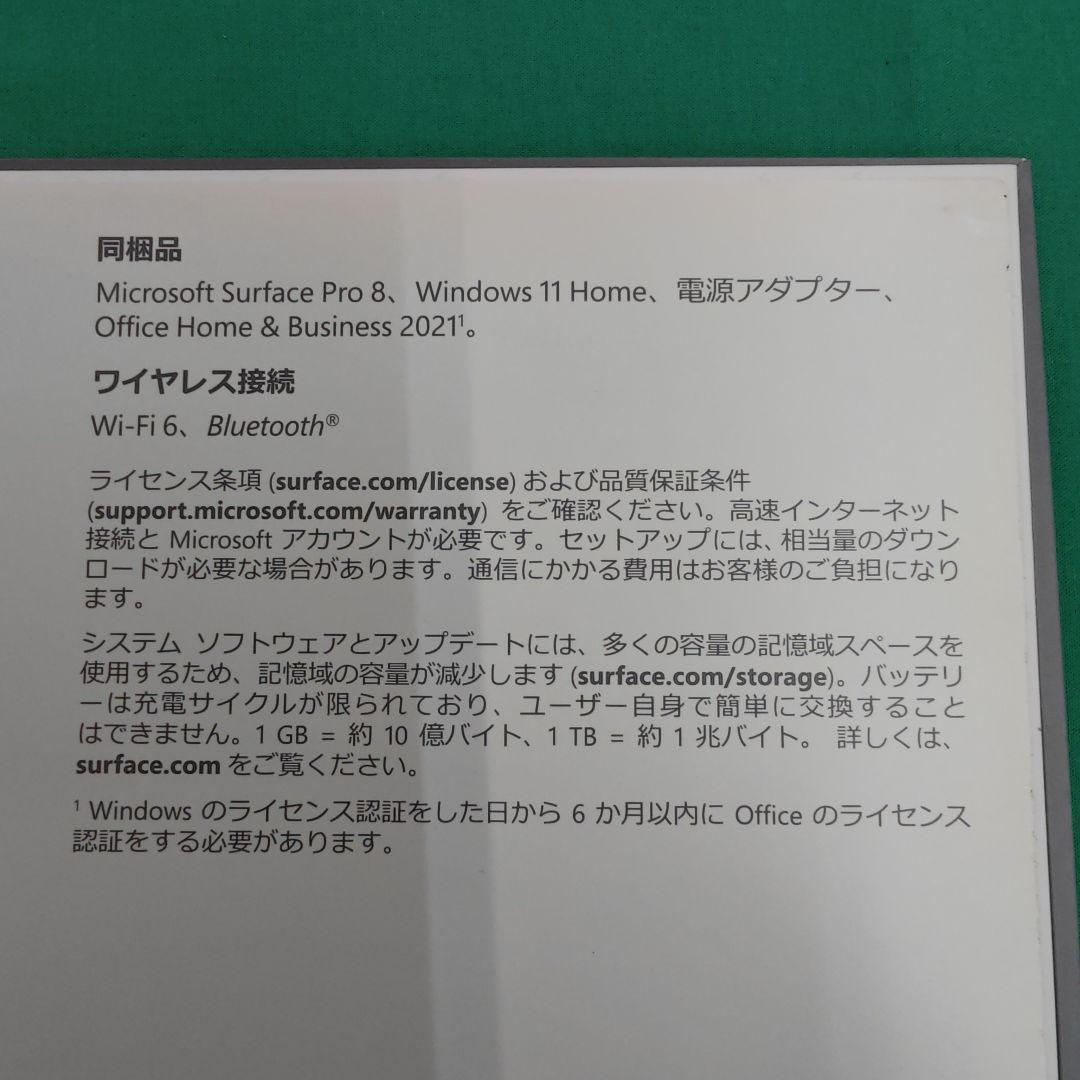 同梱品
Microsoft Surface Pro 8、Windows 11 Home、電源アダプター、
Office Home & Business 2021¹。
ワイヤレス接続
Wi-Fi 6、Bluetooth®
ライセンス条項 (surface.com/license) および品質保証条件
(support.microsoft.com/warranty) をご確認ください。高速インターネット
接続と Microsoft アカウントが必要です。セットアップには、相当量のダウン
ロードが必要な場合があります。通信にかかる費用はお客様のご負担になり
ます。
システム ソフトウェアとアップデートには、多くの容量の記憶域スペースを
使用するため、記憶域の容量が減少します (surface.com/storage)。バッテリ
ーは充電サイクルが限られており、ユーザー自身で簡単に交換すること
はできません。1 GB = 約 10 億バイト、1 TB = 約 1 兆バイト。 詳しくは、
surface.com をご覧ください。
¹ Windows のライセンス認証をした日から 6 か月以内に Office のライセンス
認証をする必要があります。